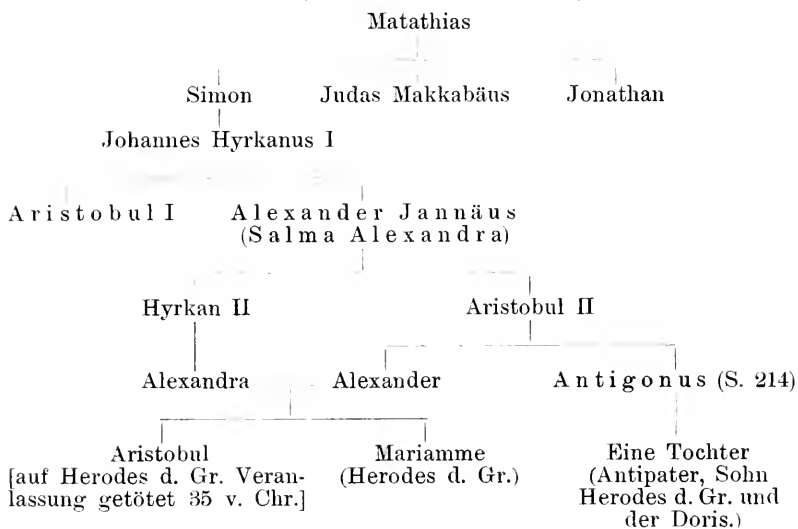 Matathias
Simon Judas Makkabäus Jonathan
Johannes Hyrkanus I
Aristobul I Alexander Jannäus
(Salma Alexandra)
Hyrkan II Aristobul II
Alexandra Alexander Antigonus (S. 214)
Aristobul Mariamme Eine Tochter
[auf Herodes d. Gr. Veran- (Herodes d. Gr.) (Antipater, Sohn
lassung getötet 35 v. Chr.] Herodes d. Gr. und
der Doris.)